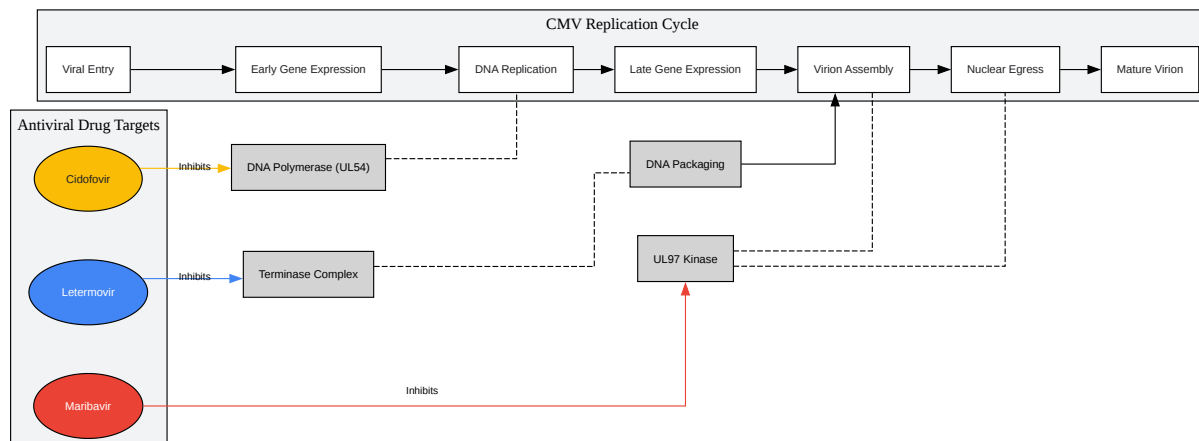 CMV Replication Cycle
Viral Entry
Early Gene Expression
DNA Replication
Late Gene Expression
Virion Assembly
Nuclear Egress
Mature Virion
Antiviral Drug Targets
Cidofovir
Inhibits
DNA Polymerase (UL54)
DNA Packaging
Letermovir
Inhibits
Terminase Complex
UL97 Kinase
Maribavir
Inhibits